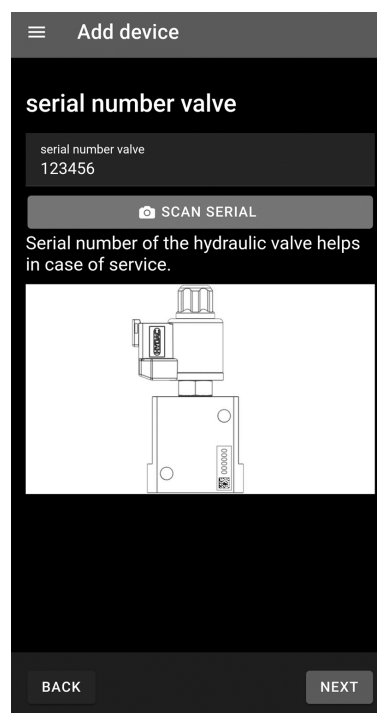 Add device
serial number valve
serial number valve
123456
SCAN SERIAL
Serial number of the hydraulic valve helps
in case of service.
HYDAC
000000
BACK
NEXT